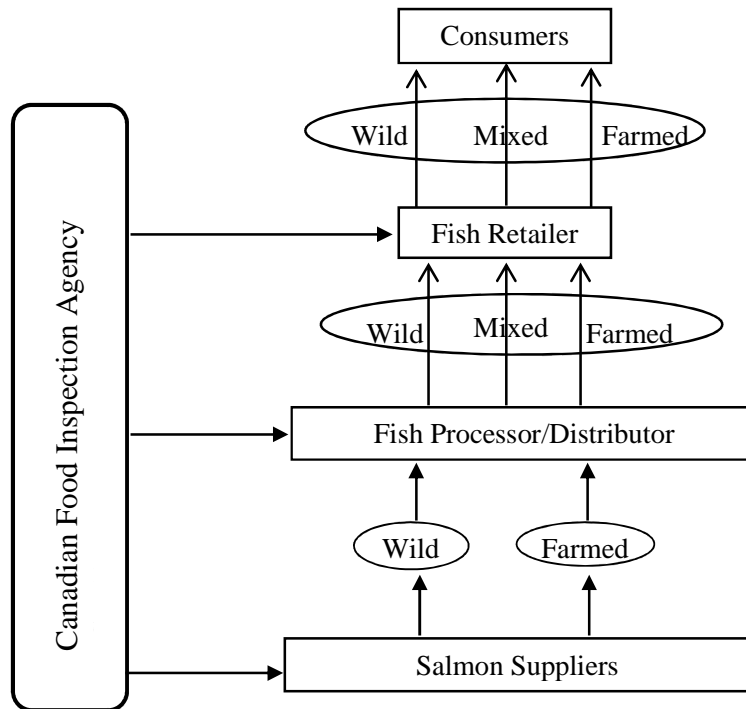 Consumers
Wild Mixed Farmed
Fish Retailer
Wild Mixed Farmed
Fish Processor/Distributor
Wild Farmed
Salmon Suppliers
Canadian Food Inspection Agency